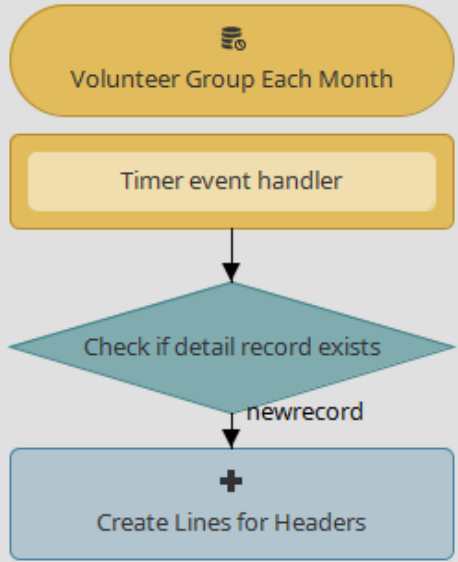 Volunteer Group Each Month
Timer event handler
Check if detail record exists
newrecord
Create Lines for Headers